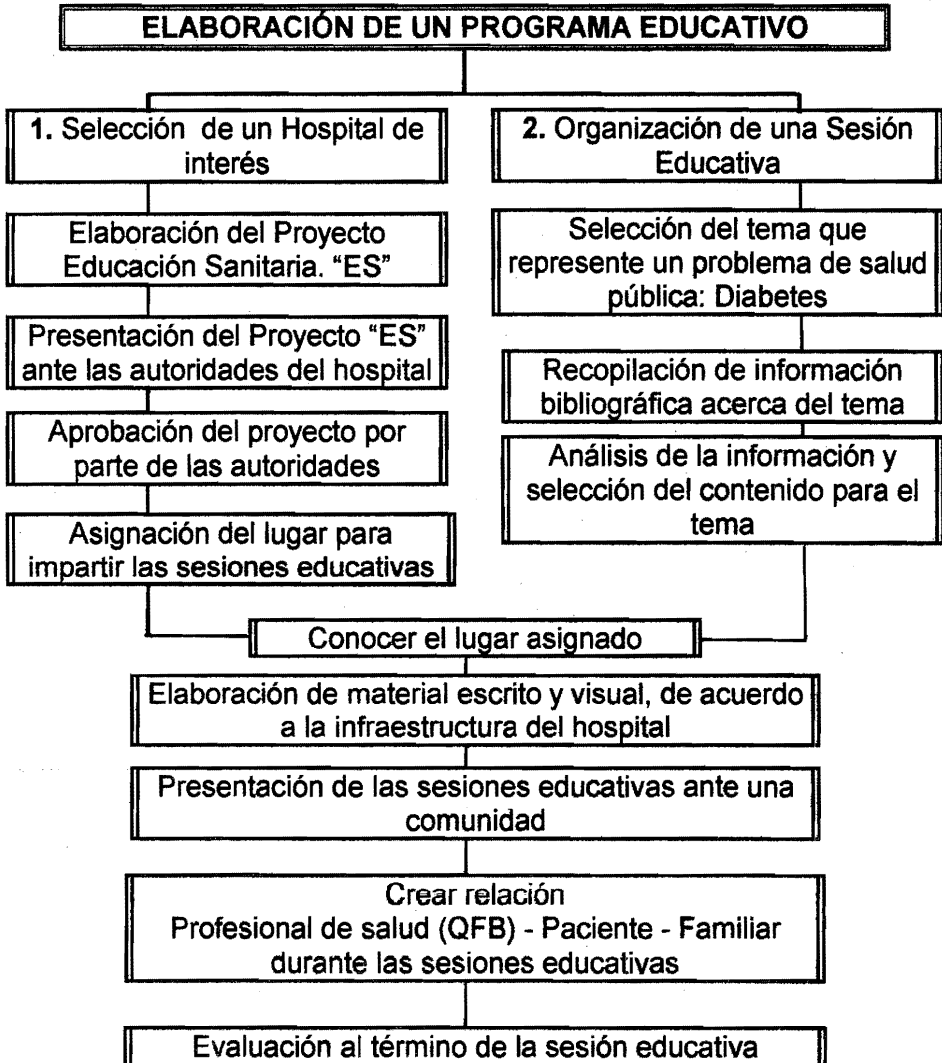 ELABORACIÓN DE UN PROGRAMA EDUCATIVO
1. Selección de un Hospital de
interés
Elaboración del Proyecto
Educación Sanitaria. “ES”
Presentación del Proyecto “ES”
ante las autoridades del hospital
Aprobación del proyecto por
parte de las autoridades
Asignación del lugar para
impartir las sesiones educativas
2. Organización de una Sesión
Educativa
Selección del tema que
represente un problema de salud
pública: Diabetes
Recopilación de información
bibliográfica acerca del tema
Análisis de la información y
selección del contenido para el
tema
Conocer el lugar asignado
Elaboración de material escrito y visual, de acuerdo
a la infraestructura del hospital
Presentación de las sesiones educativas ante una
comunidad
Crear relación
Profesional de salud (QFB) - Paciente - Familiar
durante las sesiones educativas
Evaluación al término de la sesión educativa